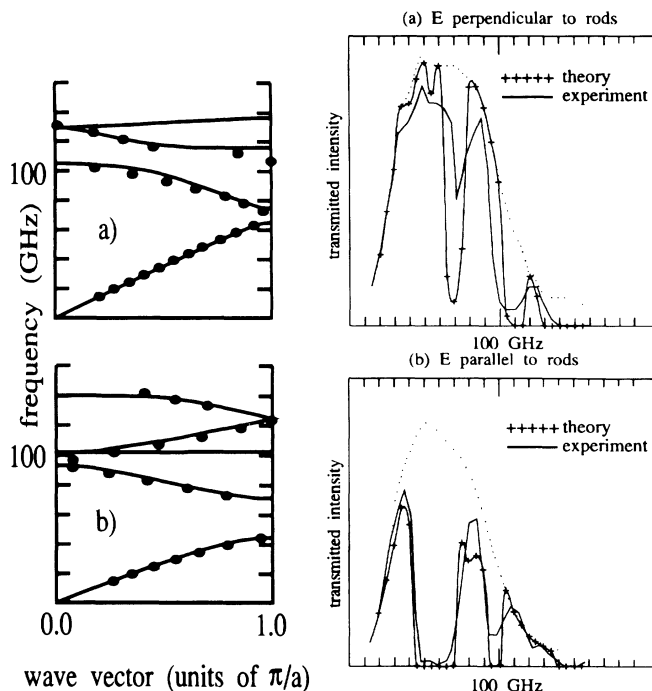 100
a)
frequency (GHz)
100
b)
0.0
1.0
wave vector (units of π/a)
(a) E perpendicular to rods
+++++ theory
experiment
transmitted intensity
100 GHz
(b) E parallel to rods
+++++ theory
experiment
transmitted intensity
100 GHz